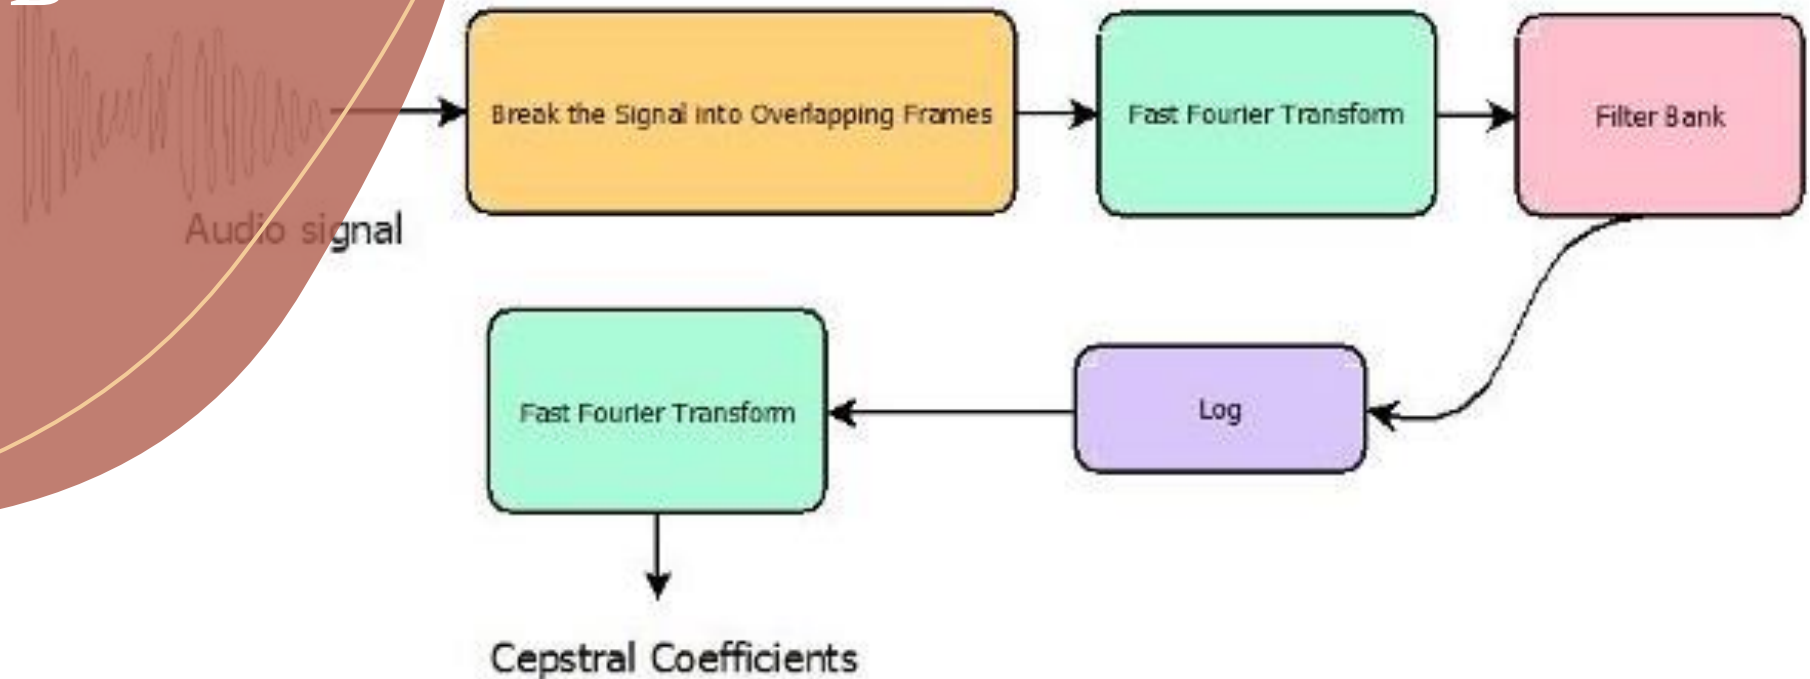 Break the Signal into Overlapping Frames
Fast Fourier Transform
Filter Bank
Audio signal
Fast Fourier Transform
Log
Cepstral Coefficients